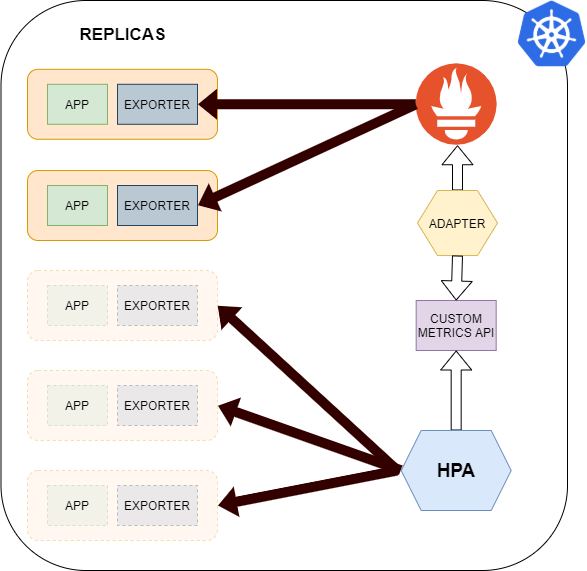 REPLICAS
APP
EXPORTER
APP
EXPORTER
ADAPTER
APP
EXPORTER
CUSTOM
METRICS API
APP
EXPORTER
HPA
APP
EXPORTER